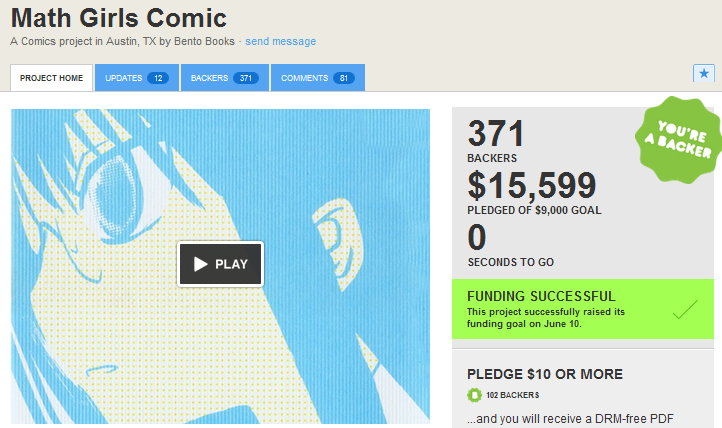 Math Girls Comic
A Comics project in Austin, TX by Bento Books · send message
PROJECT HOME
UPDATES 12
BACKERS 371
COMMENTS 81
PLAY
YOU'RE
A BACKER
371
BACKERS
$15,599
PLEDGED OF $9,000 GOAL
0
SECONDS TO GO
FUNDING SUCCESSFUL
This project successfully raised its
funding goal on June 10.
PLEDGE $10 OR MORE
102 BACKERS
...and you will receive a DRM-free PDF